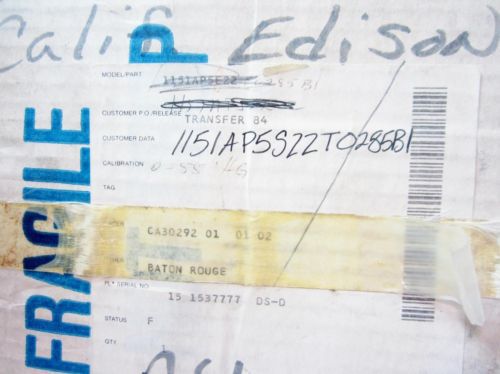 Calif. Edison
P
FRAGILE
MODEL/PART 1151AP5E22
CUSTOMER P.O./RELEASE TRANSFER 84
CUSTOMER DATA 1151AP5S22T0285B1
CALIBRATION 0-55
TAG
CA30292 01 01 02
BATON ROUGE
SERIAL NO
15 1537777 DS-D
STATUS F
QTY